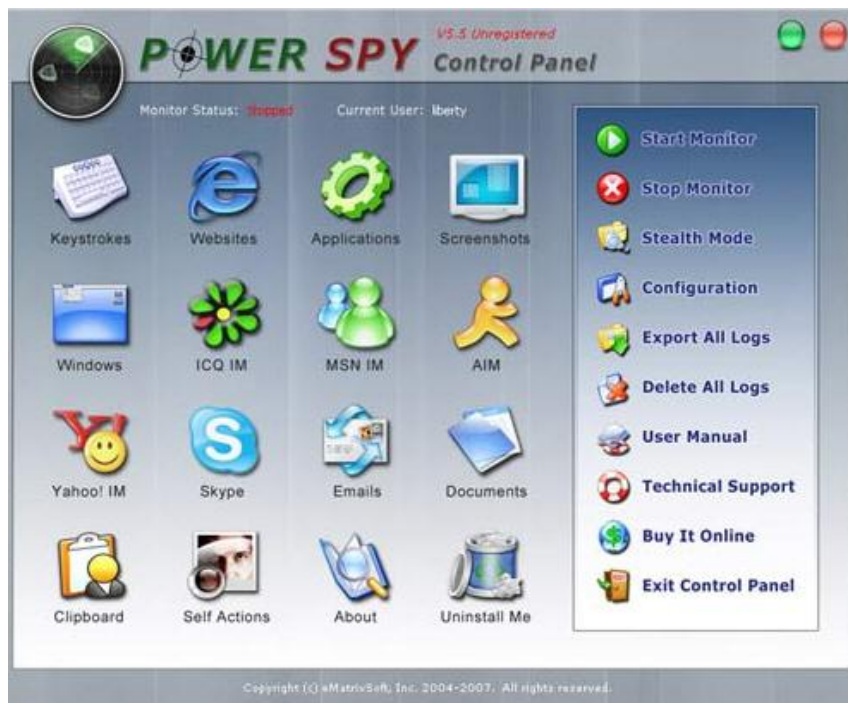 POWER SPY
V5.5 Unregistered
Control Panel
Monitor Status: Stopped
Current User: liberty
Keystrokes
Websites
Applications
Screenshots
Windows
ICQ IM
MSN IM
AIM
Yahoo! IM
Skype
Emails
Documents
Clipboard
Self Actions
About
Uninstall Me
Start Monitor
Stop Monitor
Stealth Mode
Configuration
Export All Logs
Delete All Logs
User Manual
Technical Support
Buy It Online
Exit Control Panel
Copyright (c) eMatrixSoft, Inc. 2004-2007. All rights reserved.